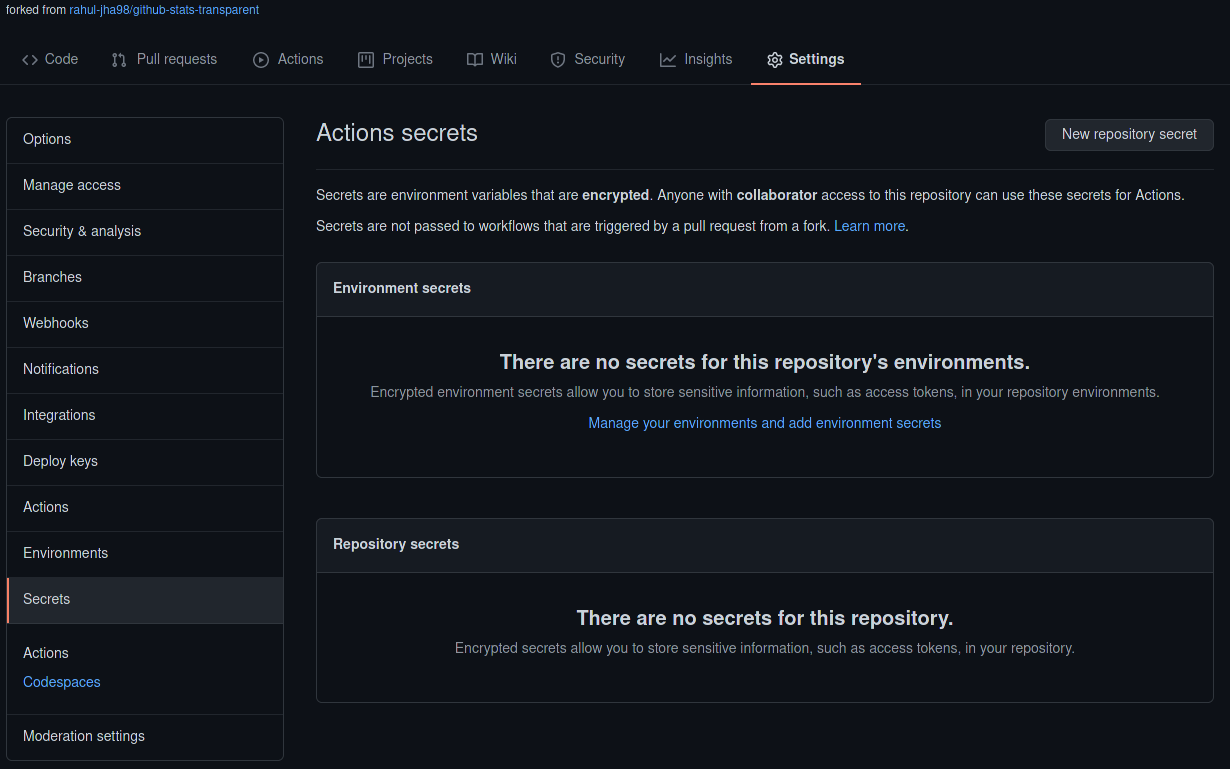 forked from rahul-jha98/github-stats-transparent
Code Pull requests Actions Projects Wiki Security Insights Settings
Options
Manage access
Security & analysis
Branches
Webhooks
Notifications
Integrations
Deploy keys
Actions
Environments
Secrets
Actions
Codespaces
Moderation settings
Actions secrets
New repository secret
Secrets are environment variables that are encrypted. Anyone with collaborator access to this repository can use these secrets for Actions.
Secrets are not passed to workflows that are triggered by a pull request from a fork. Learn more.
Environment secrets
There are no secrets for this repository's environments.
Encrypted environment secrets allow you to store sensitive information, such as access tokens, in your repository environments.
Manage your environments and add environment secrets
Repository secrets
There are no secrets for this repository.
Encrypted secrets allow you to store sensitive information, such as access tokens, in your repository.